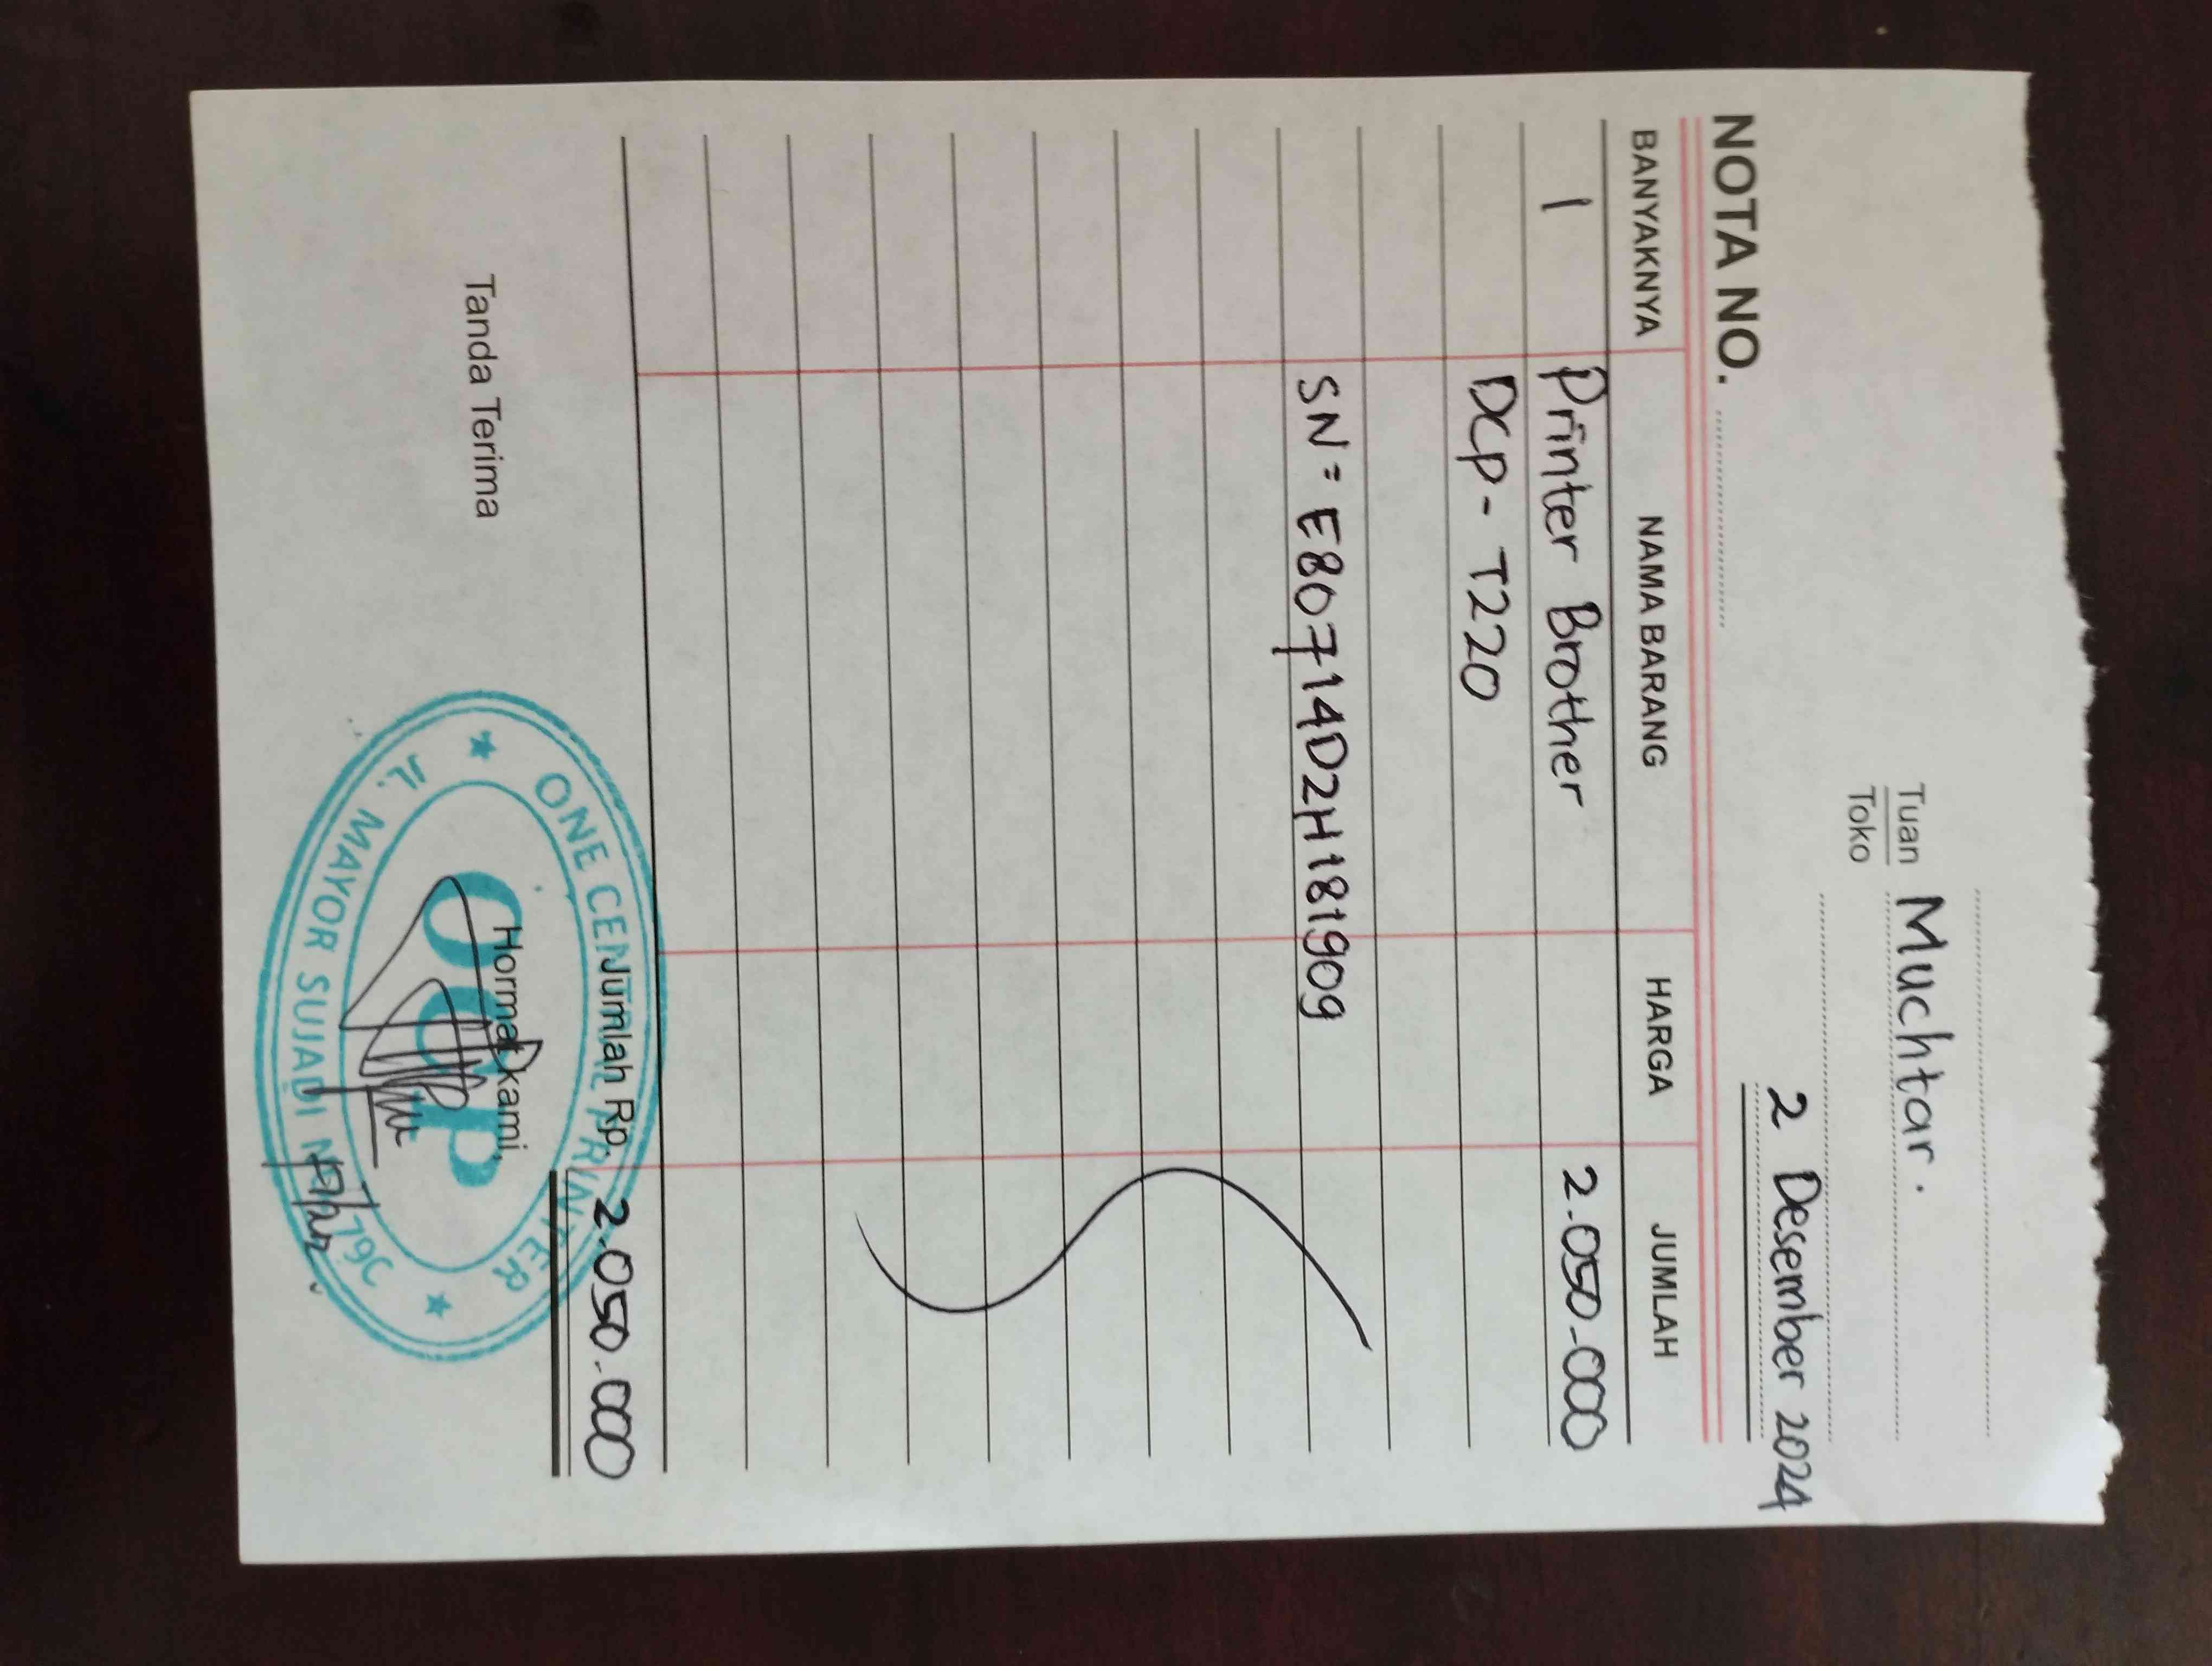 2 Desember 2024
Tuan Muchtar.
Toko
NOTA NO.
BANYAKNYA NAMA BARANG HARGA JUMLAH
1 Printer Brother 2.050.000
DCP - T220
SN = E80714D2H181909
Jumlah Rp. 2.050.000
Tanda Terima Hormat kami,
ONE CENTRE PRINTER
OCP
JL. MAYOR SUJADI NO. 79C